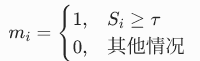 m_i = { 1, S_i ≥ τ
0, 其他情况